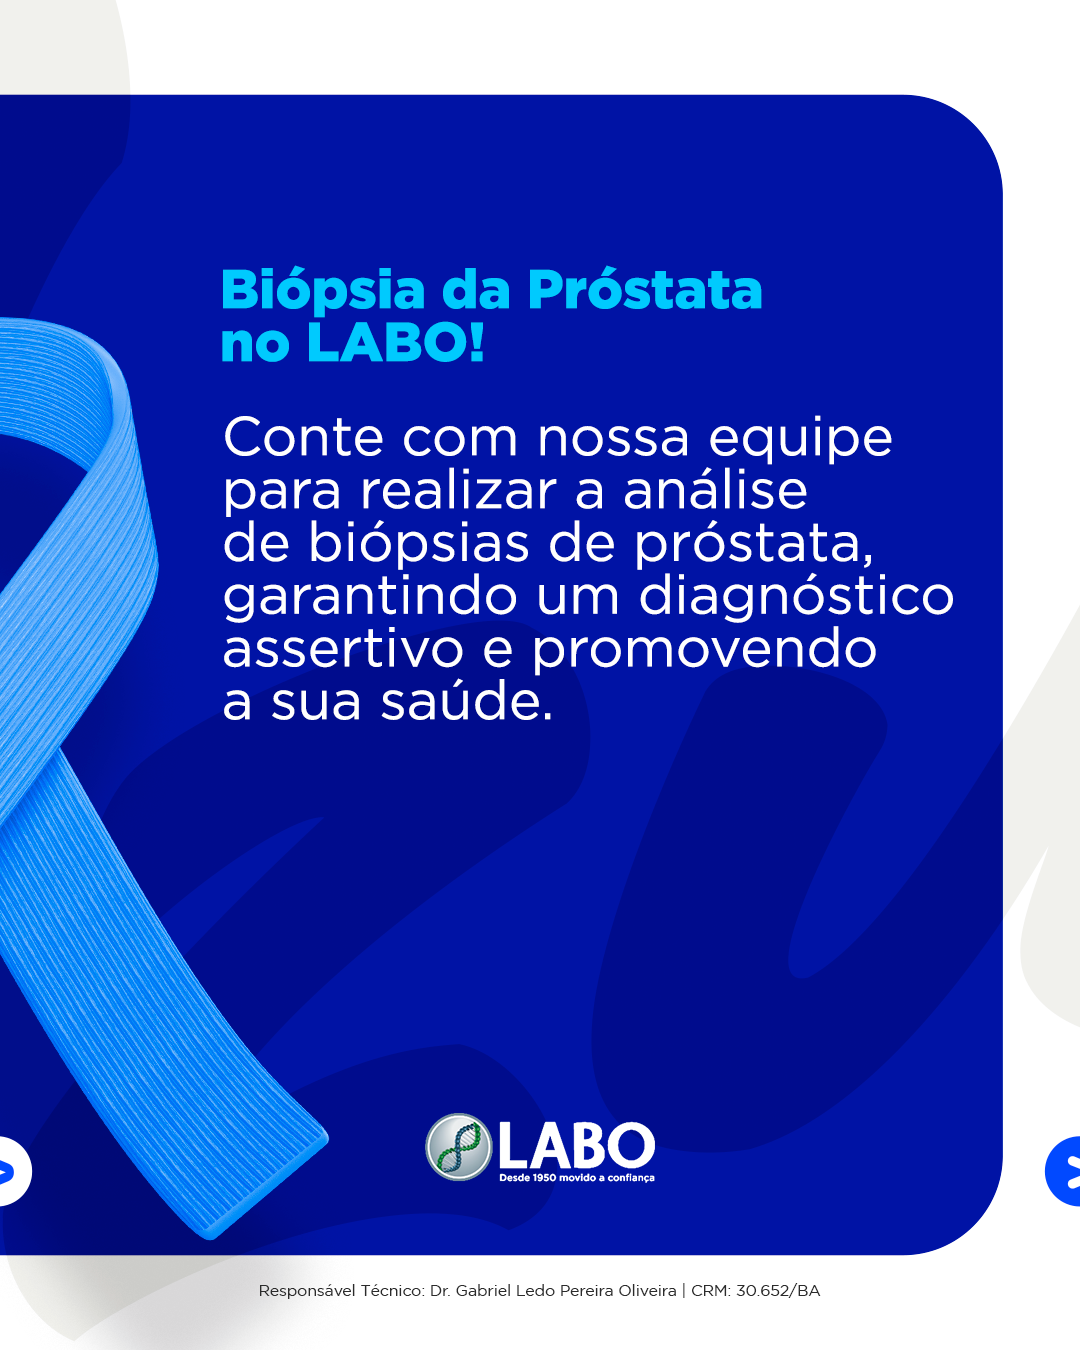 Biópsia da Próstata
no LABO!
Conte com nossa equipe
para realizar a análise
de biópsias de próstata,
garantindo um diagnóstico
assertivo e promovendo
a sua saúde.
LABO
Desde 1950 movido a confiança
Responsável Técnico: Dr. Gabriel Ledo Pereira Oliveira | CRM: 30.652/BA